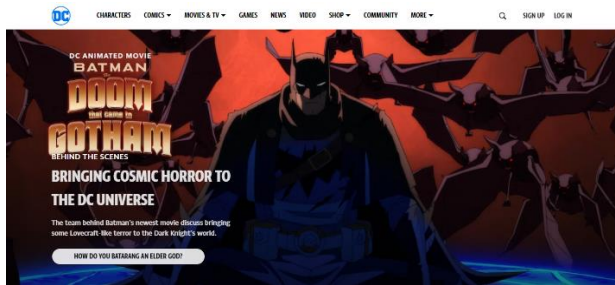 DC
CHARACTERS COMICS MOVIES & TV GAMES NEWS VIDEO SHOP COMMUNITY MORE SIGN UP LOG IN
DC ANIMATED MOVIE
BATMAN
DOOM
that came to
GOTHAM
BEHIND THE SCENES
BRINGING COSMIC HORROR TO
THE DC UNIVERSE
The team behind Batman's newest movie discuss bringing
some Lovecraft-like terror to the Dark Knight's world.
HOW DO YOU BATARANG AN ELDER GOD?